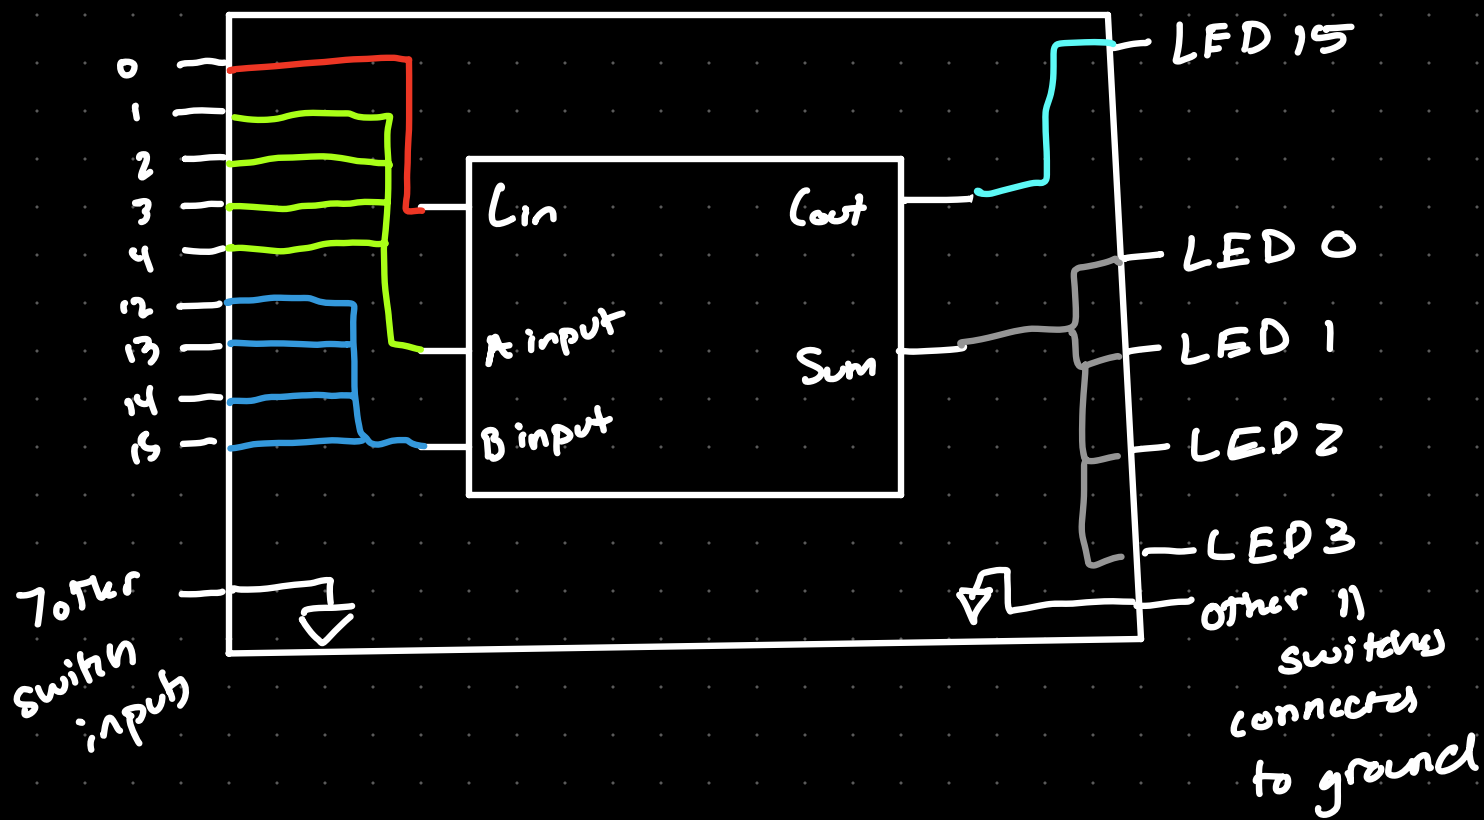 0
1
2
3
4
12
13
14
15
7 other
switch
inputs
Cin
A input
B input
Cout
Sum
LED 15
LED 0
LED 1
LED 2
LED 3
other 11
switches
connected
to ground